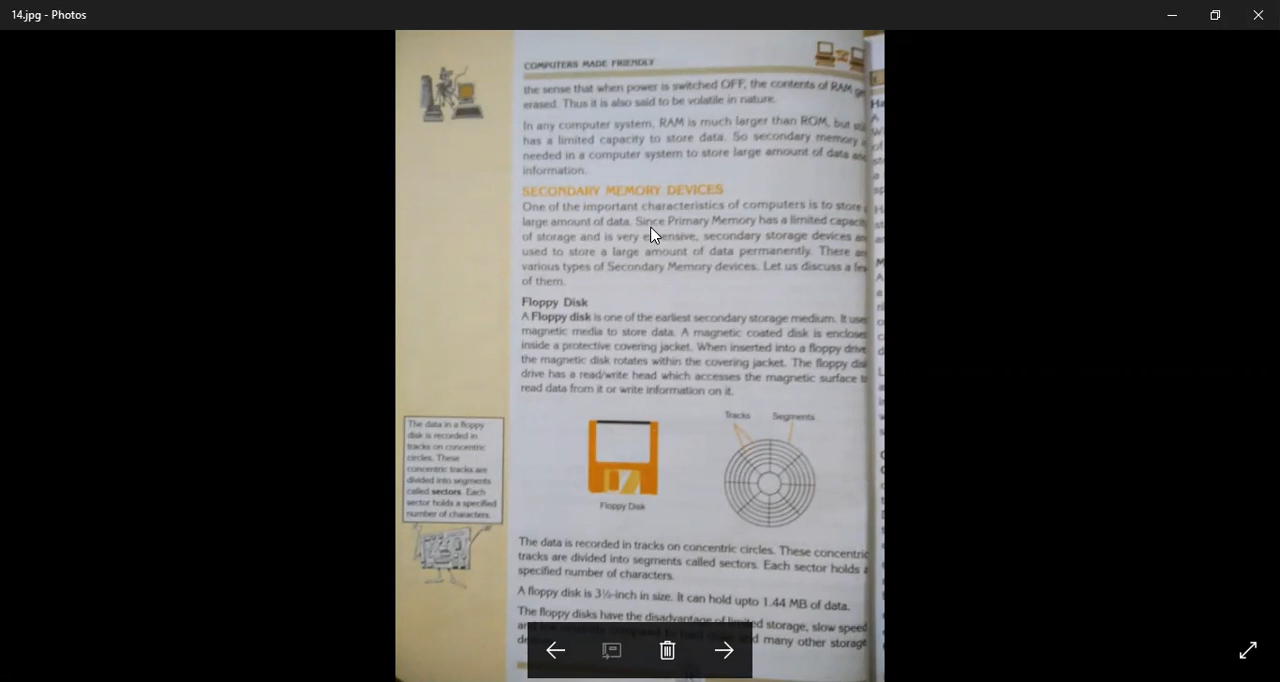 14.jpg - Photos
COMPUTERS MADE FRIENDLY
the sense that when power is switched OFF, the contents of RAM
erased. Thus it is also said to be volatile in nature.
In any computer system, RAM is much larger than ROM, but
has a limited capacity to store data. So secondary memory
needed in a computer system to store large amount of data
information.
SECONDARY MEMORY DEVICES
One of the important characteristics of computers is to store
large amount of data. Since Primary Memory has a limited
of storage and is very expensive, secondary storage devices
used to store a large amount of data permanently. There
various types of Secondary Memory devices. Let us discuss a
of them.
Floppy Disk
A Floppy disk is one of the earliest secondary storage medium. It
magnetic media to store data. A magnetic coated disk is
inside a protective covering jacket. When inserted into a floppy drive
the magnetic disk rotates within the covering jacket. The floppy
drive has a read/write head which accesses the magnetic surface
read data from it or write information on it.
Tracks Segments
Floppy Disk
The data in a floppy
disk is recorded in
tracks on concentric
circles. These
concentric tracks are
divided into segments
called sectors. Each
sector holds a specified
number of characters.
The data is recorded in tracks on concentric circles. These concentric
tracks are divided into segments called sectors. Each sector holds
specified number of characters.
A floppy disk is 3½-inch in size. It can hold upto 1.44 MB of data.
The floppy disks have the disadvantage of limited storage, slow speed
and many other storage